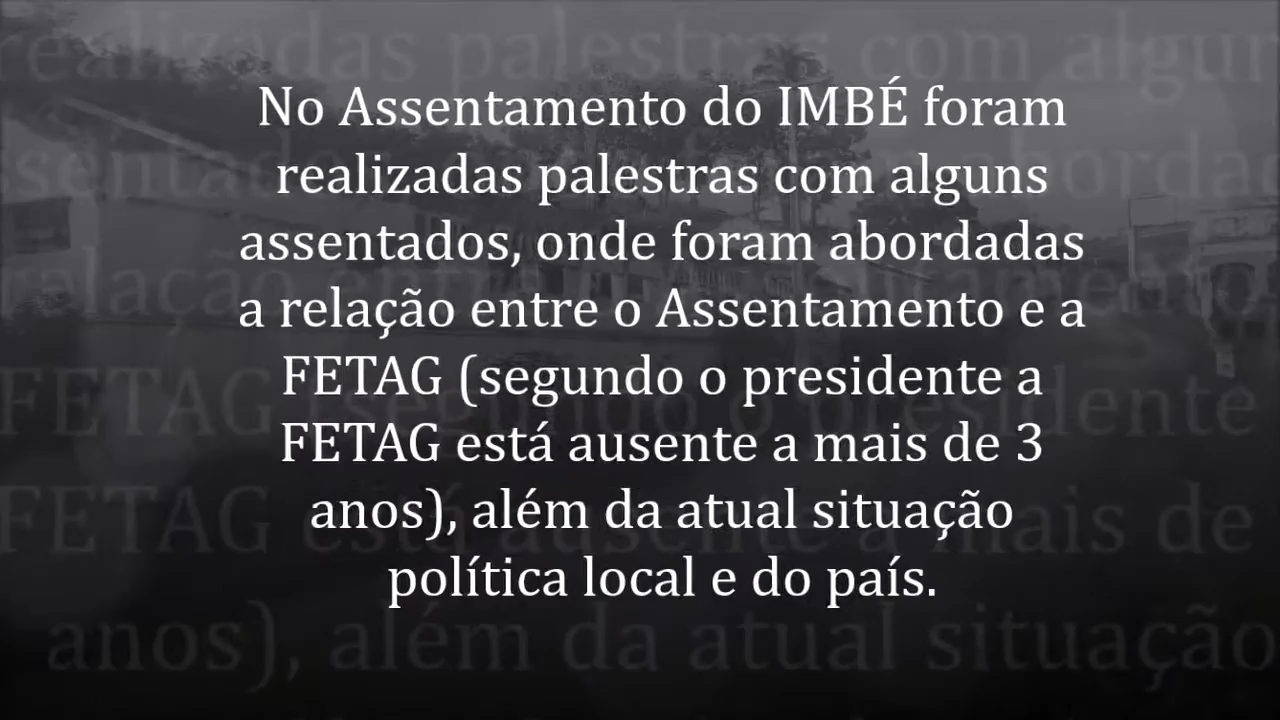 No Assentamento do IMBÉ foram
realizadas palestras com alguns
assentados, onde foram abordadas
a relação entre o Assentamento e a
FETAG (segundo o presidente a
FETAG está ausente a mais de 3
anos), além da atual situação
política local e do país.